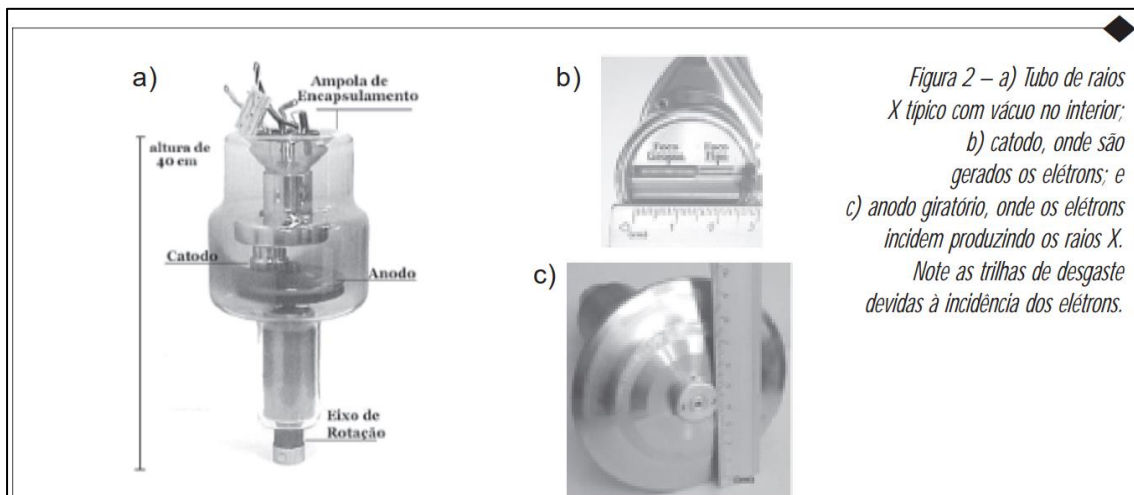 a)
Ampola de
Encapsulamento
altura de
40 cm
Catodo
Anodo
Eixo de
Rotação
b)
Foco
Foco
c)
Figura 2 – a) Tubo de raios
X típico com vácuo no interior;
b) catodo, onde são
gerados os elétrons; e
c) anodo giratório, onde os elétrons
incidem produzindo os raios X.
Note as trilhas de desgaste
devidas à incidência dos elétrons.